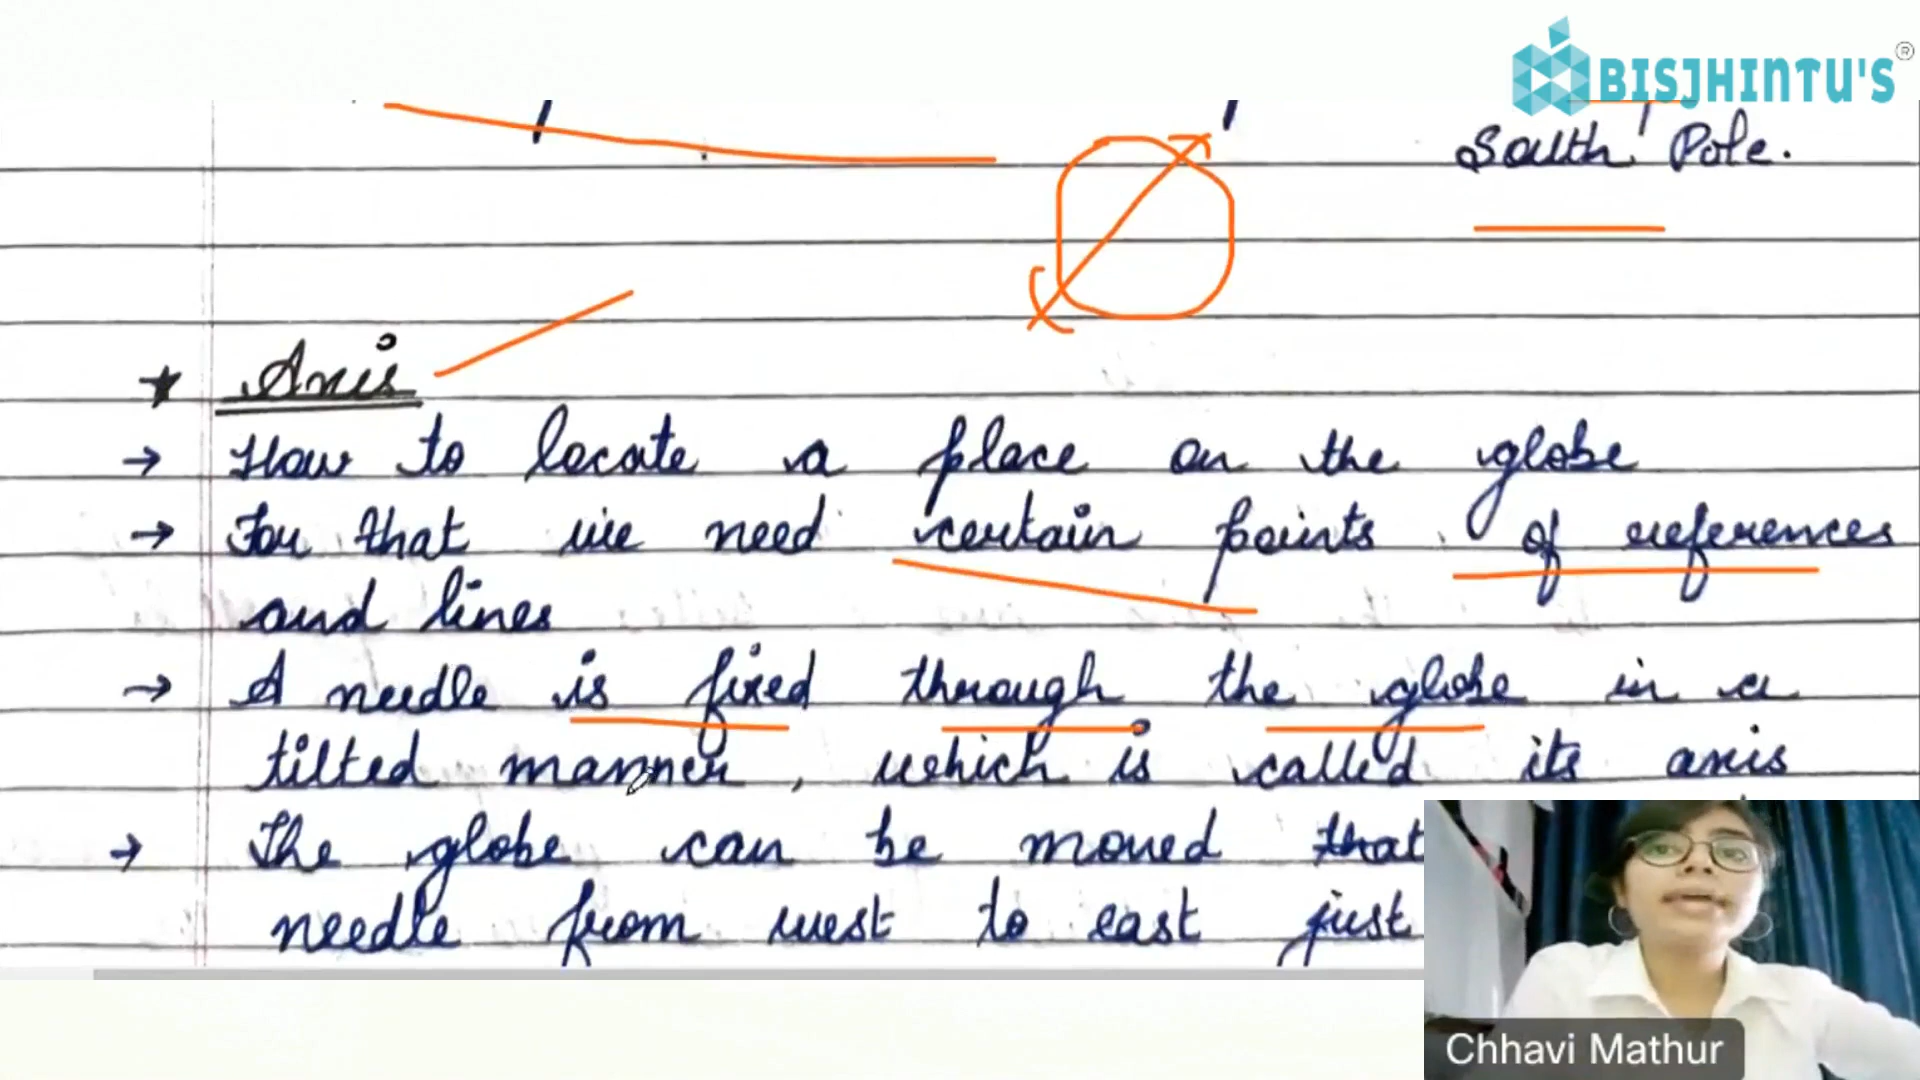 BISJHINTU'S ®
South Pole.
* Axis
→ How to locate a place on the globe
→ For that we need certain points of references
and lines
→ A needle is fixed through the globe in a
tilted manner, which is called its axis
→ The globe can be moved that
needle from west to east just
Chhavi Mathur